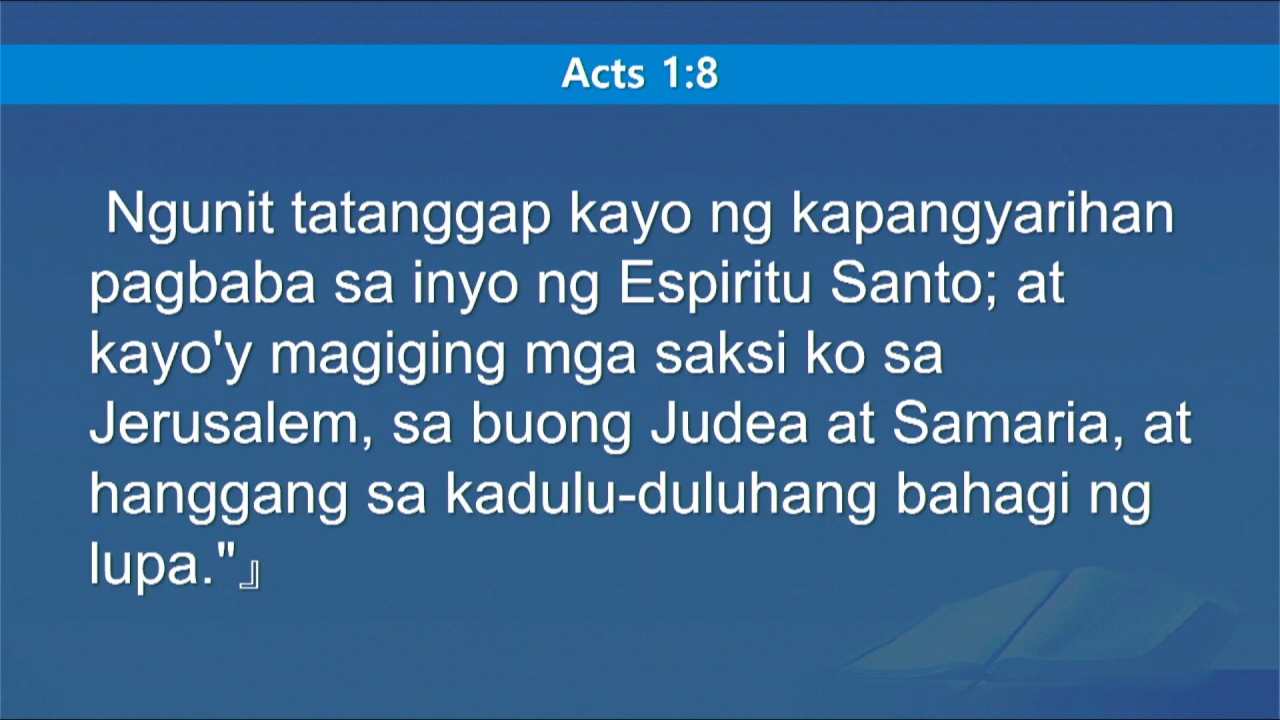 Acts 1:8
Ngunit tatanggap kayo ng kapangyarihan
pagbaba sa inyo ng Espiritu Santo; at
kayo'y magiging mga saksi ko sa
Jerusalem, sa buong Judea at Samaria, at
hanggang sa kadulu-duluhang bahagi ng
lupa."』